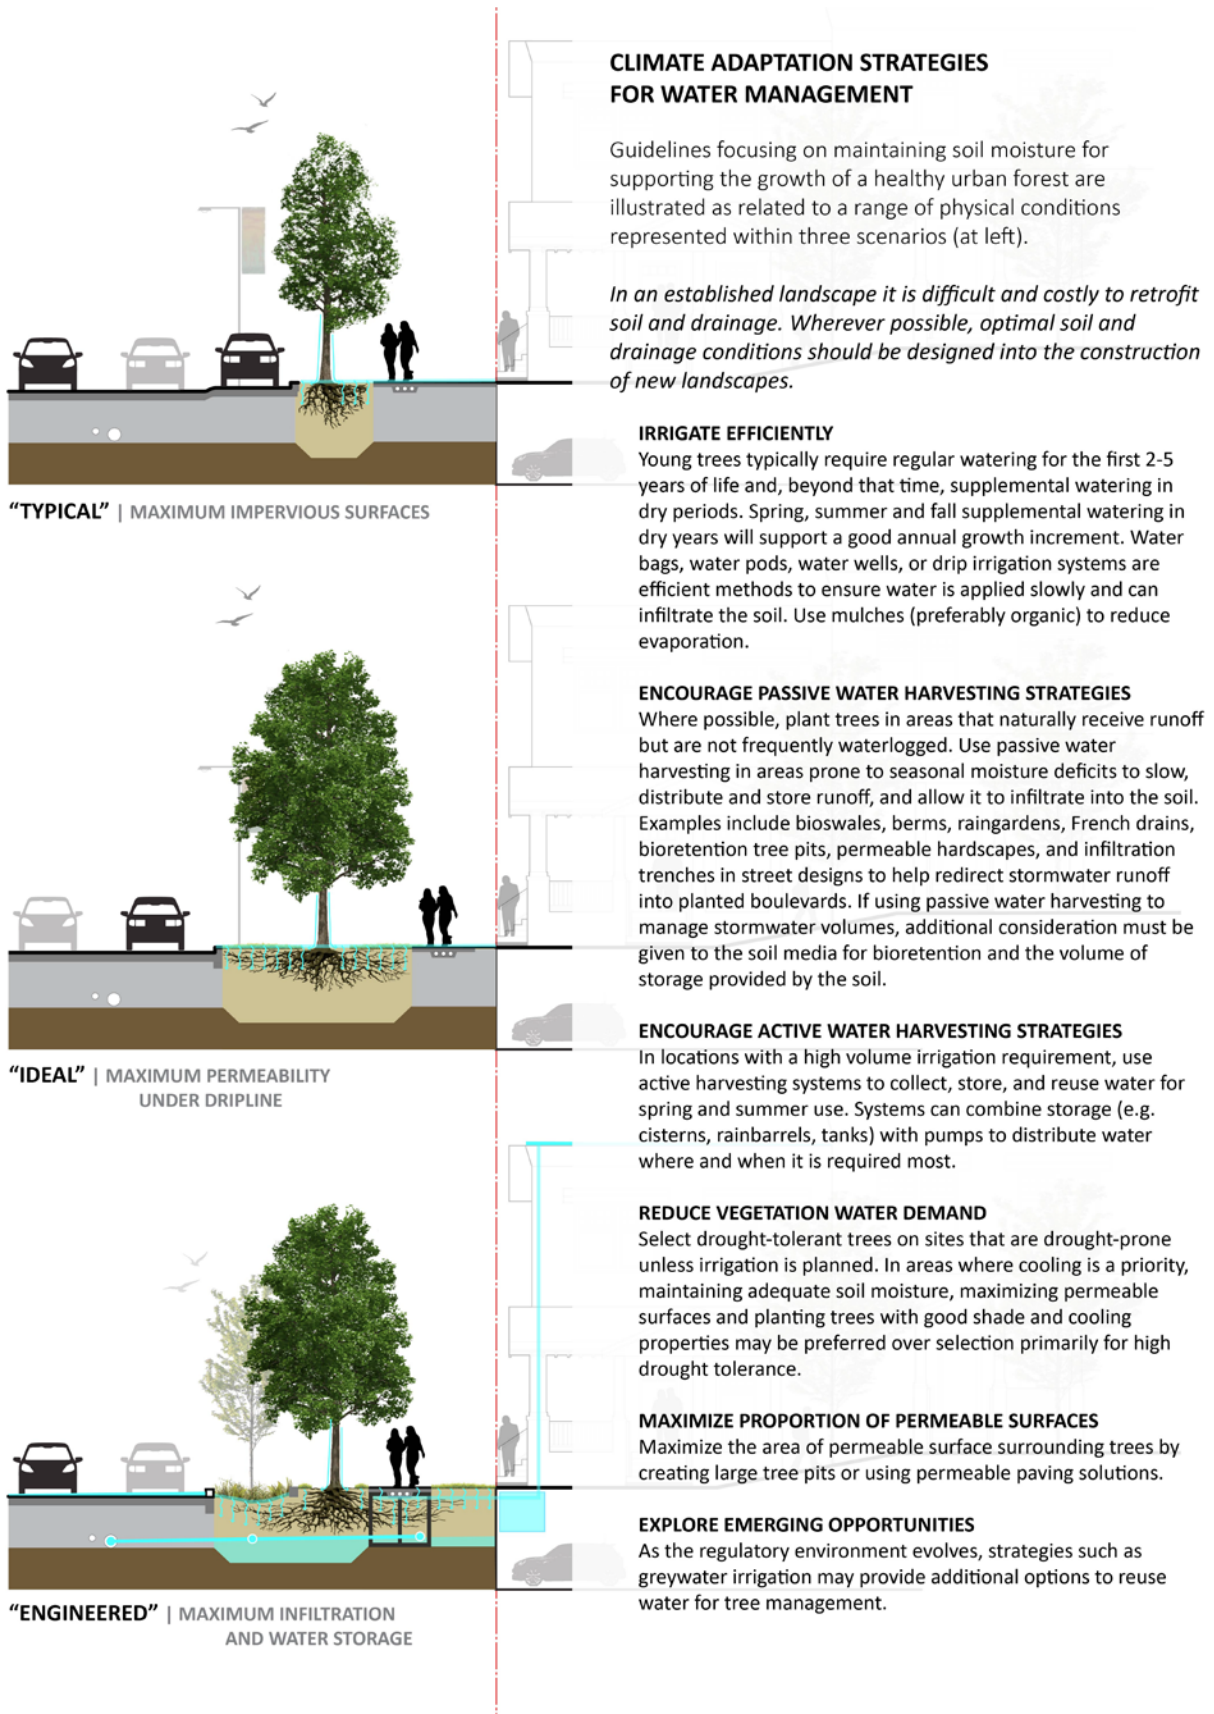 CLIMATE ADAPTATION STRATEGIES
FOR WATER MANAGEMENT
Guidelines focusing on maintaining soil moisture for
supporting the growth of a healthy urban forest are
illustrated as related to a range of physical conditions
represented within three scenarios (at left).
In an established landscape it is difficult and costly to retrofit
soil and drainage. Wherever possible, optimal soil and
drainage conditions should be designed into the construction
of new landscapes.
IRRIGATE EFFICIENTLY
Young trees typically require regular watering for the first 2-5
years of life and, beyond that time, supplemental watering in
dry periods. Spring, summer and fall supplemental watering in
dry years will support a good annual growth increment. Water
bags, water pods, water wells, or drip irrigation systems are
efficient methods to ensure water is applied slowly and can
infiltrate the soil. Use mulches (preferably organic) to reduce
evaporation.
ENCOURAGE PASSIVE WATER HARVESTING STRATEGIES
Where possible, plant trees in areas that naturally receive runoff
but are not frequently waterlogged. Use passive water
harvesting in areas prone to seasonal moisture deficits to slow,
distribute and store runoff, and allow it to infiltrate into the soil.
Examples include bioswales, berms, raingardens, French drains,
bioretention tree pits, permeable hardscapes, and infiltration
trenches in street designs to help redirect stormwater runoff
into planted boulevards. If using passive water harvesting to
manage stormwater volumes, additional consideration must be
given to the soil media for bioretention and the volume of
storage provided by the soil.
ENCOURAGE ACTIVE WATER HARVESTING STRATEGIES
In locations with a high volume irrigation requirement, use
active harvesting systems to collect, store, and reuse water for
spring and summer use. Systems can combine storage (e.g.
cisterns, rainbarrels, tanks) with pumps to distribute water
where and when it is required most.
REDUCE VEGETATION WATER DEMAND
Select drought-tolerant trees on sites that are drought-prone
unless irrigation is planned. In areas where cooling is a priority,
maintaining adequate soil moisture, maximizing permeable
surfaces and planting trees with good shade and cooling
properties may be preferred over selection primarily for high
drought tolerance.
MAXIMIZE PROPORTION OF PERMEABLE SURFACES
Maximize the area of permeable surface surrounding trees by
creating large tree pits or using permeable paving solutions.
EXPLORE EMERGING OPPORTUNITIES
As the regulatory environment evolves, strategies such as
greywater irrigation may provide additional options to reuse
water for tree management.
“TYPICAL” | MAXIMUM IMPERVIOUS SURFACES
“IDEAL” | MAXIMUM PERMEABILITY
UNDER DRIPLINE
“ENGINEERED” | MAXIMUM INFILTRATION
AND WATER STORAGE